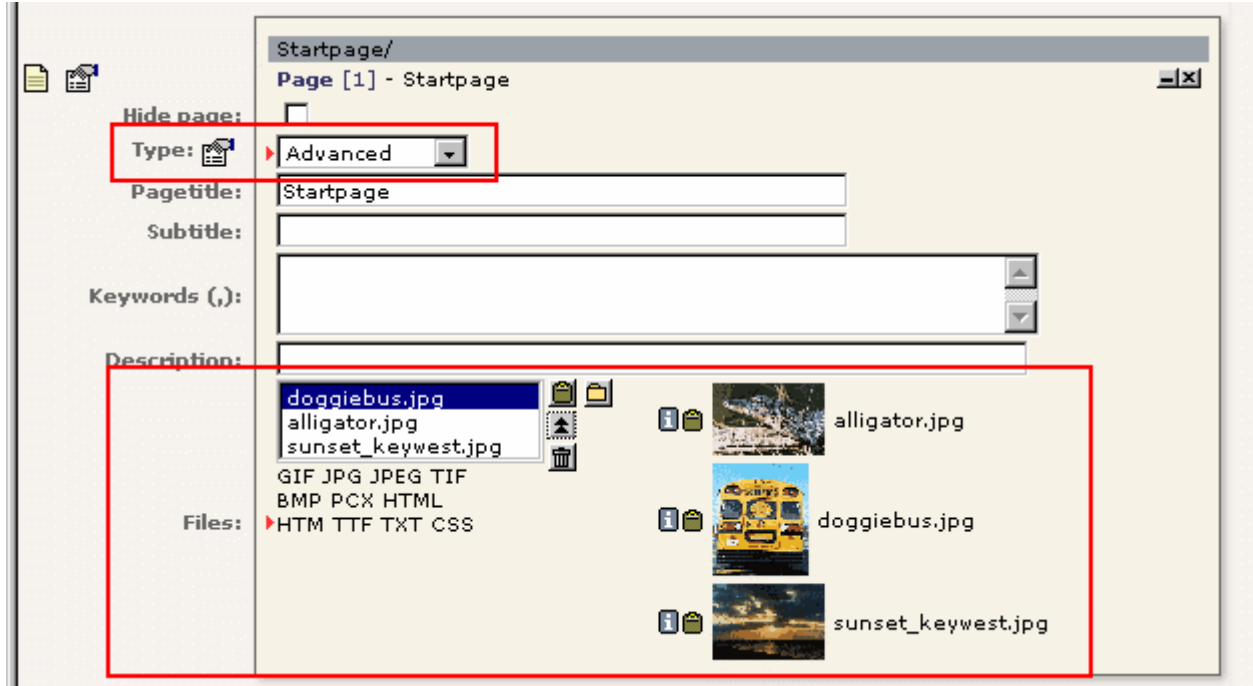 Startpage/
Page [1] - Startpage
Hide page:
Type: Advanced
Pagetitle: Startpage
Subtitle:
Keywords (,):
Description:
Files:
doggiebus.jpg
alligator.jpg
sunset_keywest.jpg
GIF JPG JPEG TIF
BMP PCX HTML
HTM TTF TXT CSS
alligator.jpg
doggiebus.jpg
sunset_keywest.jpg